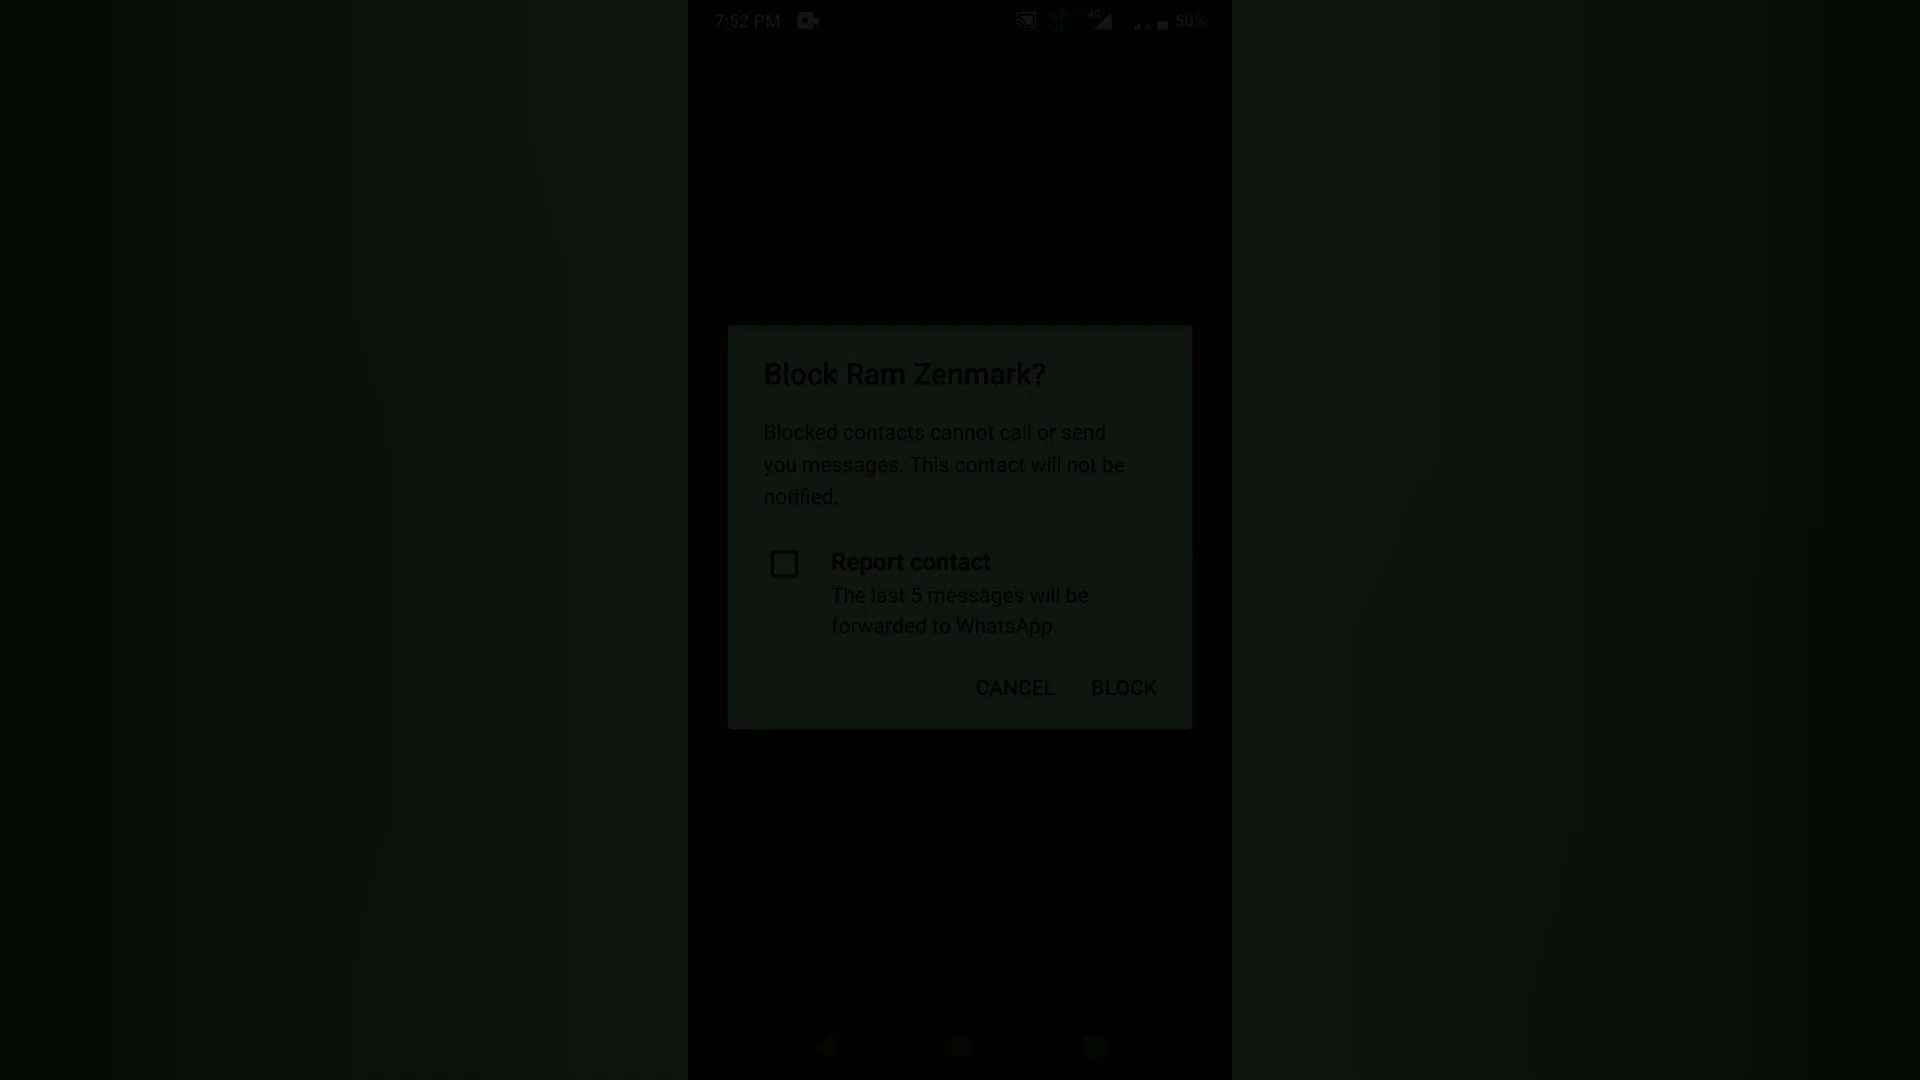 7:52 PM 4G 50%
Block Ram Zenmark?
Blocked contacts cannot call or send
you messages. This contact will not be
notified.
Report contact
The last 5 messages will be
forwarded to WhatsApp.
CANCEL BLOCK